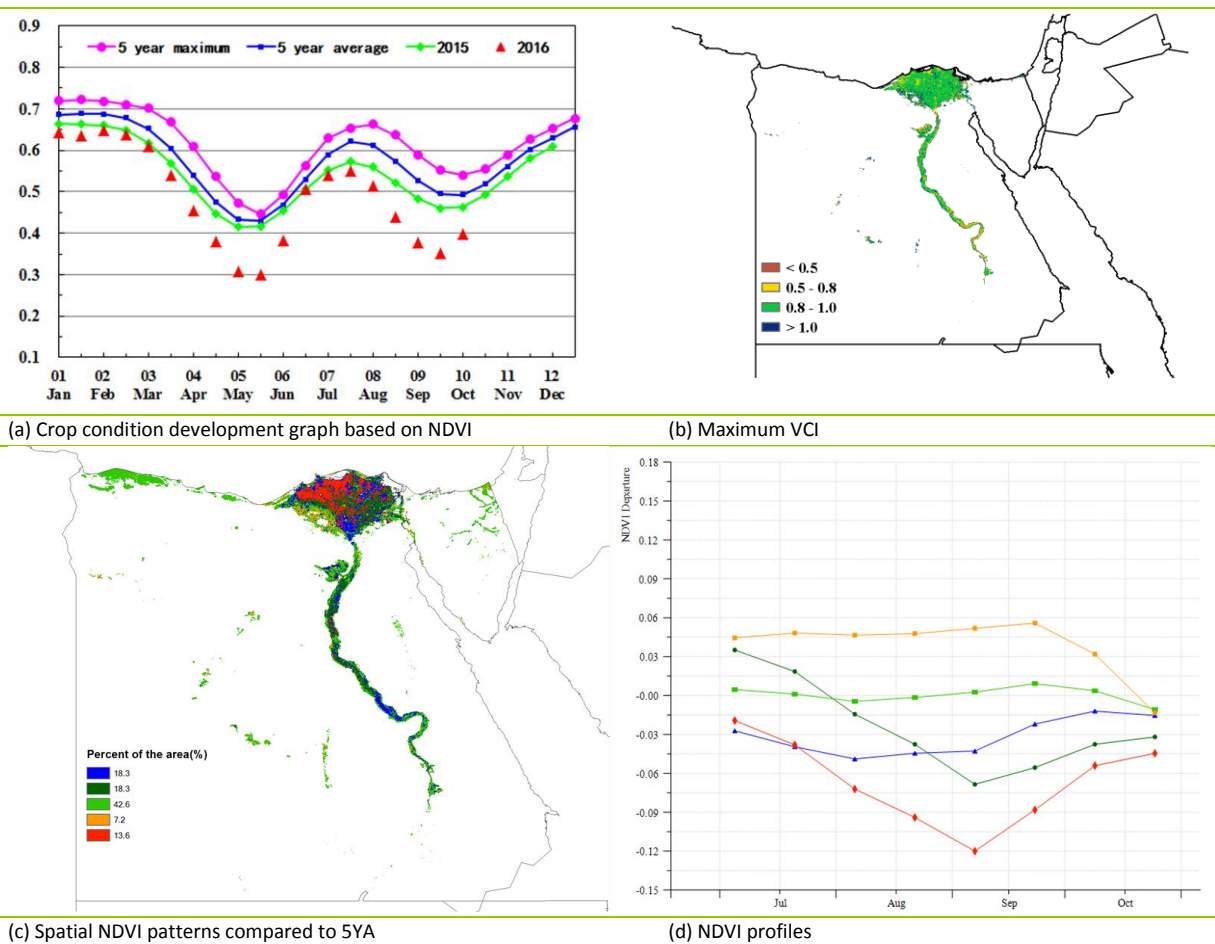 0.9
0.8
0.7
0.6
0.5
0.4
0.3
0.2
0.1
5 year maximum 5 year average 2015 2016
01 02 03 04 05 06 07 08 09 10 11 12
Jan Feb Mar Apr May Jun Jul Aug Sep Oct Nov Dec
< 0.5
0.5 - 0.8
0.8 - 1.0
> 1.0
(a) Crop condition development graph based on NDVI
(b) Maximum VCI
Percent of the area(%)
18.3
18.3
42.6
7.2
13.6
NDVI Departure
0.18
0.15
0.12
0.09
0.06
0.03
-0.00
-0.03
-0.06
-0.09
-0.12
-0.15
Jul Aug Sep Oct
(c) Spatial NDVI patterns compared to 5YA
(d) NDVI profiles